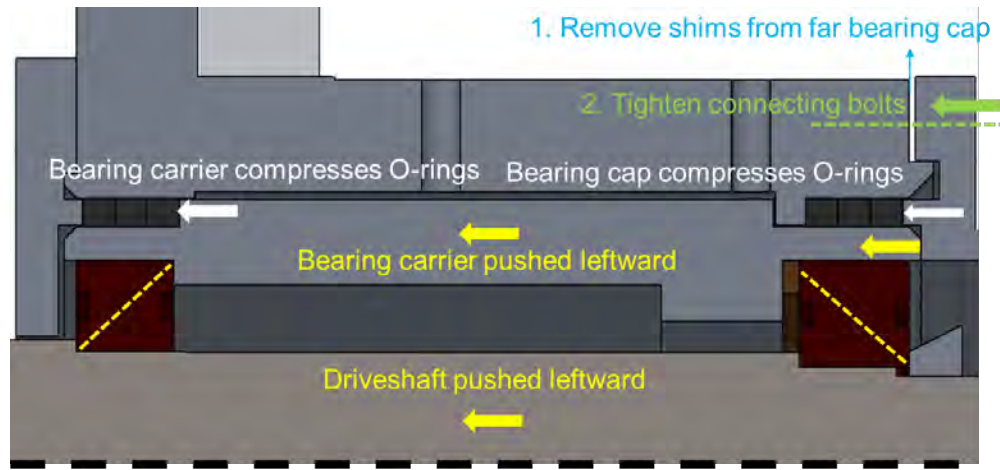 1. Remove shims from far bearing cap
2. Tighten connecting bolts
Bearing carrier compresses O-rings
Bearing cap compresses O-rings
Bearing carrier pushed leftward
Driveshaft pushed leftward